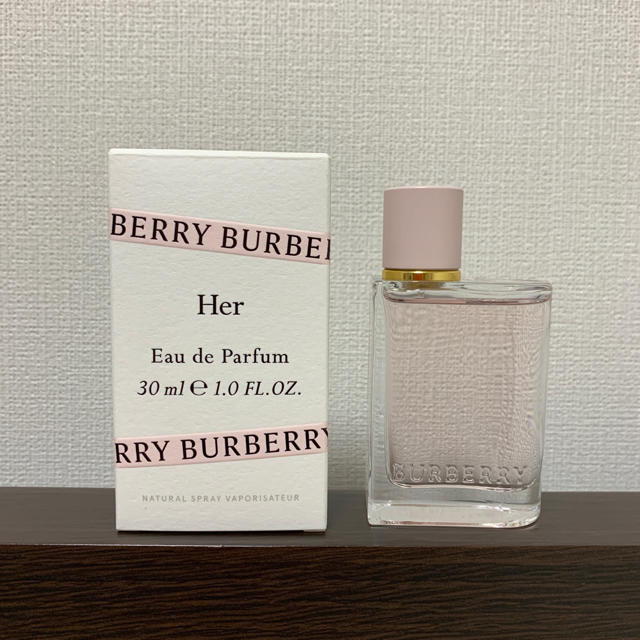 BERRY BURBER
Her
Eau de Parfum
30 ml ℮ 1.0 FL.OZ.
RRY BURBERRY
NATURAL SPRAY VAPORISATEUR
BURBERRY